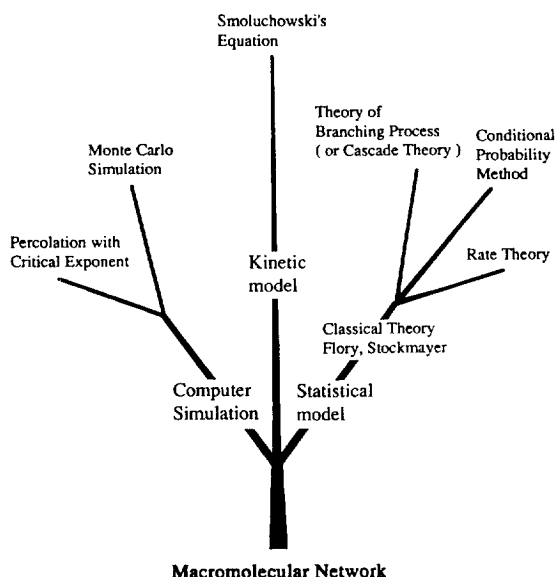 Smoluchowski's
Equation
Theory of
Branching Process
( or Cascade Theory )
Conditional
Probability
Method
Monte Carlo
Simulation
Percolation with
Critical Exponent
Rate Theory
Kinetic
model
Classical Theory
Flory, Stockmayer
Computer
Simulation
Statistical
model
Macromolecular Network